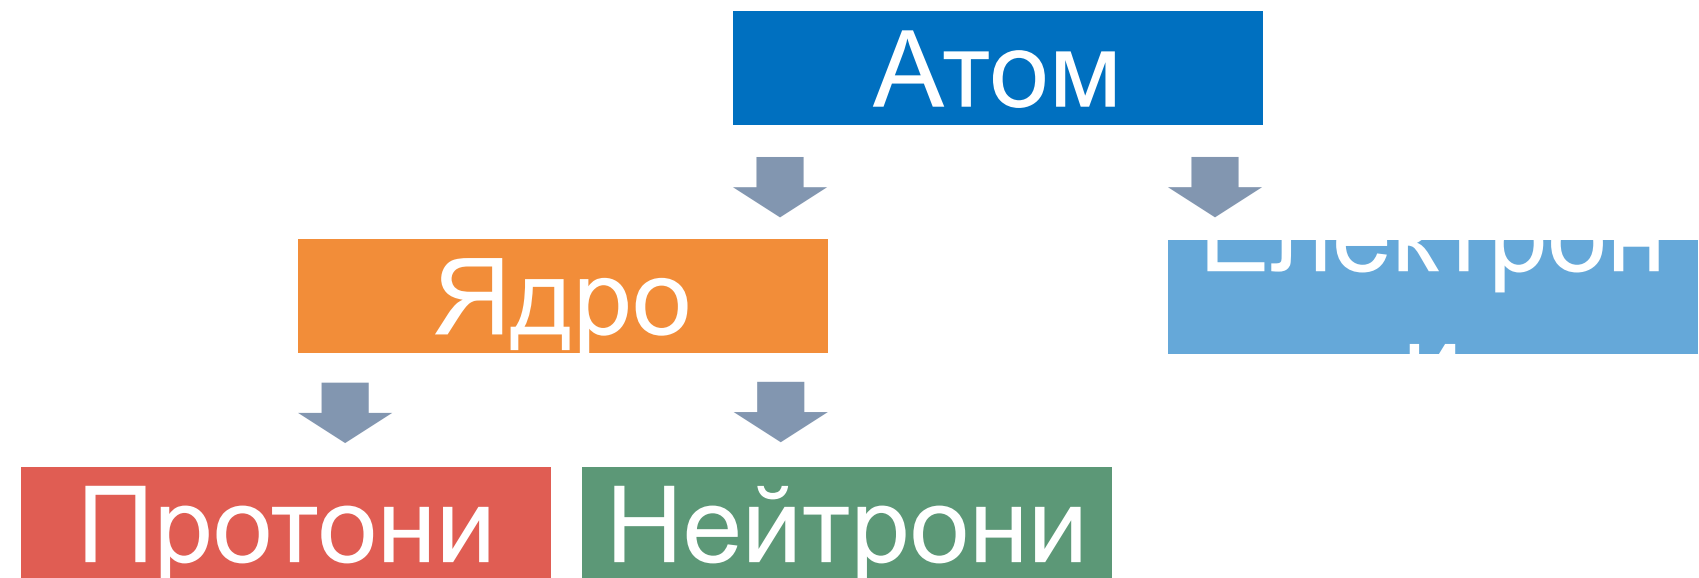 Атом
Ядро
Електрон
и
Протони
Нейтрони